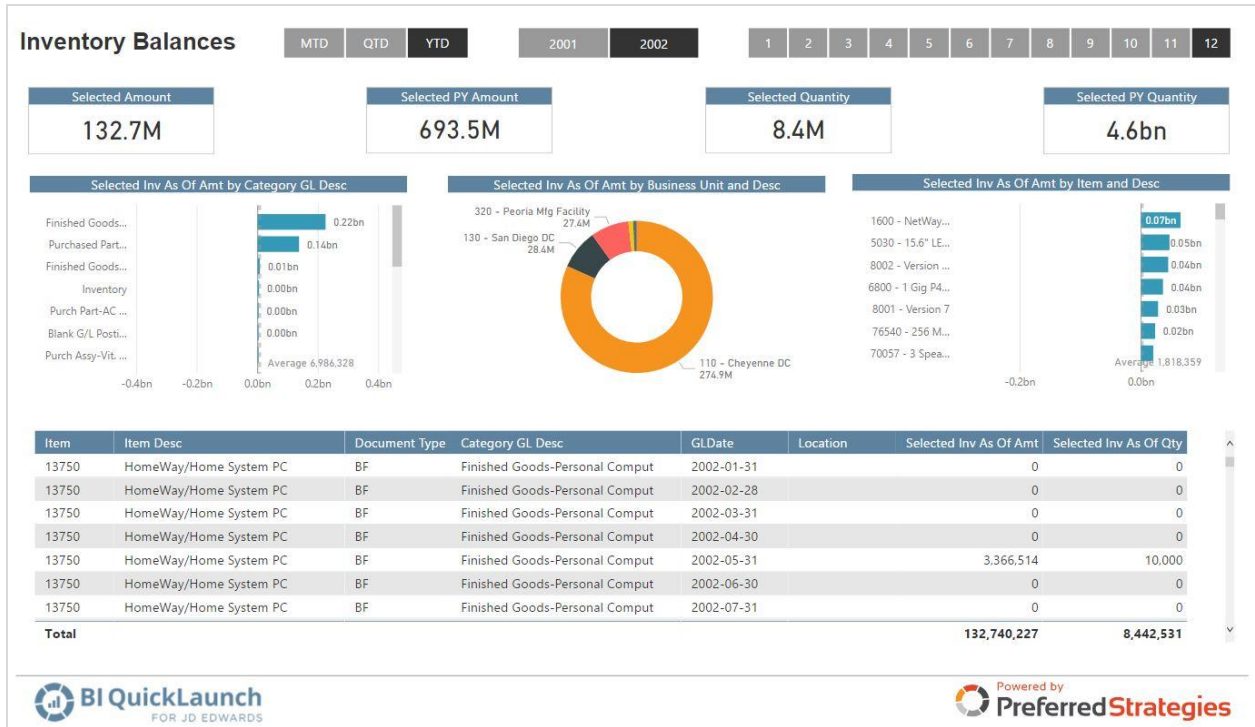 Inventory Balances
MTD QTD YTD
2001 2002
1 2 3 4 5 6 7 8 9 10 11 12
Selected Amount
132.7M
Selected PY Amount
693.5M
Selected Quantity
8.4M
Selected PY Quantity
4.6bn
Selected Inv As Of Amt by Category GL Desc
Finished Goods... 0.22bn
Purchased Part... 0.14bn
Finished Goods... 0.01bn
Inventory 0.00bn
Purch Part-AC ... 0.00bn
Blank G/L Posti... 0.00bn
Purch Assy-Vit. ...
Average 6,986,328
-0.4bn -0.2bn 0.0bn 0.2bn 0.4bn
Selected Inv As Of Amt by Business Unit and Desc
320 - Peoria Mfg Facility
27.4M
130 - San Diego DC
28.4M
110 - Cheyenne DC
274.9M
Selected Inv As Of Amt by Item and Desc
1600 - NetWay... 0.07bn
5030 - 15.6" LE... 0.05bn
8002 - Version ... 0.04bn
6800 - 1 Gig P4... 0.04bn
8001 - Version 7 0.03bn
76540 - 256 M... 0.02bn
70057 - 3 Spea...
Average 1,818,359
-0.2bn 0.0bn
Item Item Desc Document Type Category GL Desc GLDate Location Selected Inv As Of Amt Selected Inv As Of Qty
13750 HomeWay/Home System PC BF Finished Goods-Personal Comput 2002-01-31 0 0
13750 HomeWay/Home System PC BF Finished Goods-Personal Comput 2002-02-28 0 0
13750 HomeWay/Home System PC BF Finished Goods-Personal Comput 2002-03-31 0 0
13750 HomeWay/Home System PC BF Finished Goods-Personal Comput 2002-04-30 0 0
13750 HomeWay/Home System PC BF Finished Goods-Personal Comput 2002-05-31 3,366,514 10,000
13750 HomeWay/Home System PC BF Finished Goods-Personal Comput 2002-06-30 0 0
13750 HomeWay/Home System PC BF Finished Goods-Personal Comput 2002-07-31 0 0
Total 132,740,227 8,442,531
BI QuickLaunch
FOR JD EDWARDS
Powered by
Preferred Strategies